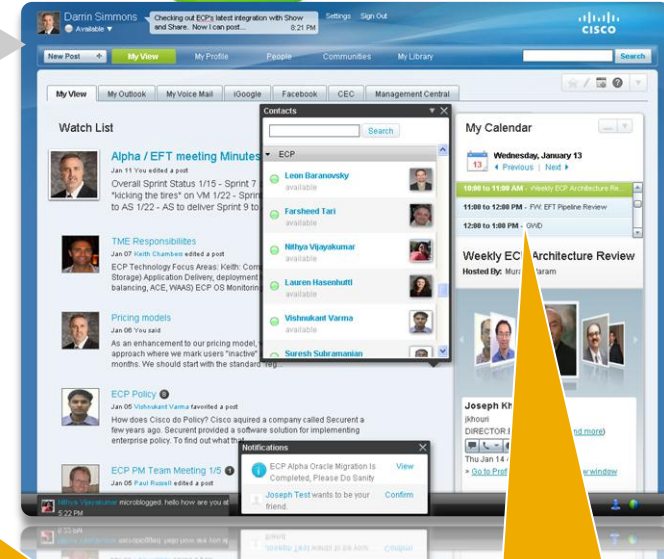 Darrin Simmons
Available
Checking out ECP's latest integration with Show
and Share. Now I can post....
8:21 PM
Settings Sign Out
CISCO
New Post +
My View
My Profile
People
Communities
My Library
Search
My View
My Outlook
My Voice Mail
iGoogle
Facebook
CEC
Management Central
Watch List
Alpha / EFT meeting Minutes
Jan 11 You edited a post
Overall Sprint Status 1/15 - Sprint 7
"kicking the tires" on VM 1/22 - Sprin
to AS 1/22 - AS to deliver Sprint 9 to
TME Responsibilites
Jan 07 Keith Chambers edited a post
ECP Technology Focus Areas: Keith: Com
Storage) Application Delivery, deployment
balancing, ACE, WAAS) ECP OS Monitoring
Pricing models
Jan 06 You said
As an enhancement to our pricing model,
approach where we mark users "inactive"
months. We should start with the standard "reg...
ECP Policy
Jan 05 Vishnukant Varma favorited a post
How does Cisco do Policy? Cisco aquired a company called Securent a
few years ago. Securent provided a software solution for implementing
enterprise policy. To find out what that
ECP PM Team Meeting 1/5
Jan 05 Paul Russell edited a post
Nithya Vijayakumar microblogged. hello how are you at
5:22 PM
Contacts
Search
ECP
Leon Baranovsky
available
Farsheed Tari
available
Nithya Vijayakumar
available
Lauren Hasenhuttl
available
Vishnukant Varma
available
Suresh Subramanian
Notifications
ECP Alpha Oracle Migration Is
Completed, Please Do Sanity
View
Joseph Test wants to be your
friend.
Confirm
My Calendar
13
Wednesday, January 13
Previous | Next
10:00 to 11:00 AM - Weekly ECP Architecture Re...
11:00 to 12:00 PM - FW: EFT Pipeline Review
12:00 to 1:00 PM - GWD
Weekly EC Architecture Review
Hosted By: Mura aram
Joseph Kh
jkhouri
DIRECTOR.
nd more)
Thu Jan 14
> Go to Prof
w window